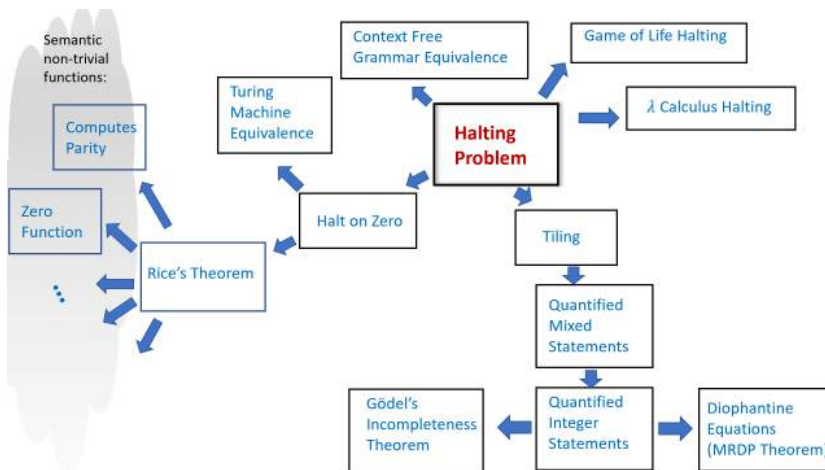 Semantic
non-trivial
functions:
Computes
Parity
Zero
Function
Rice's Theorem
Turing
Machine
Equivalence
Halt on Zero
Context Free
Grammar Equivalence
Halting
Problem
Game of Life Halting
λ Calculus Halting
Tiling
Quantified
Mixed
Statements
Quantified
Integer
Statements
Gödel's
Incompleteness
Theorem
Diophantine
Equations
(MRDP Theorem)